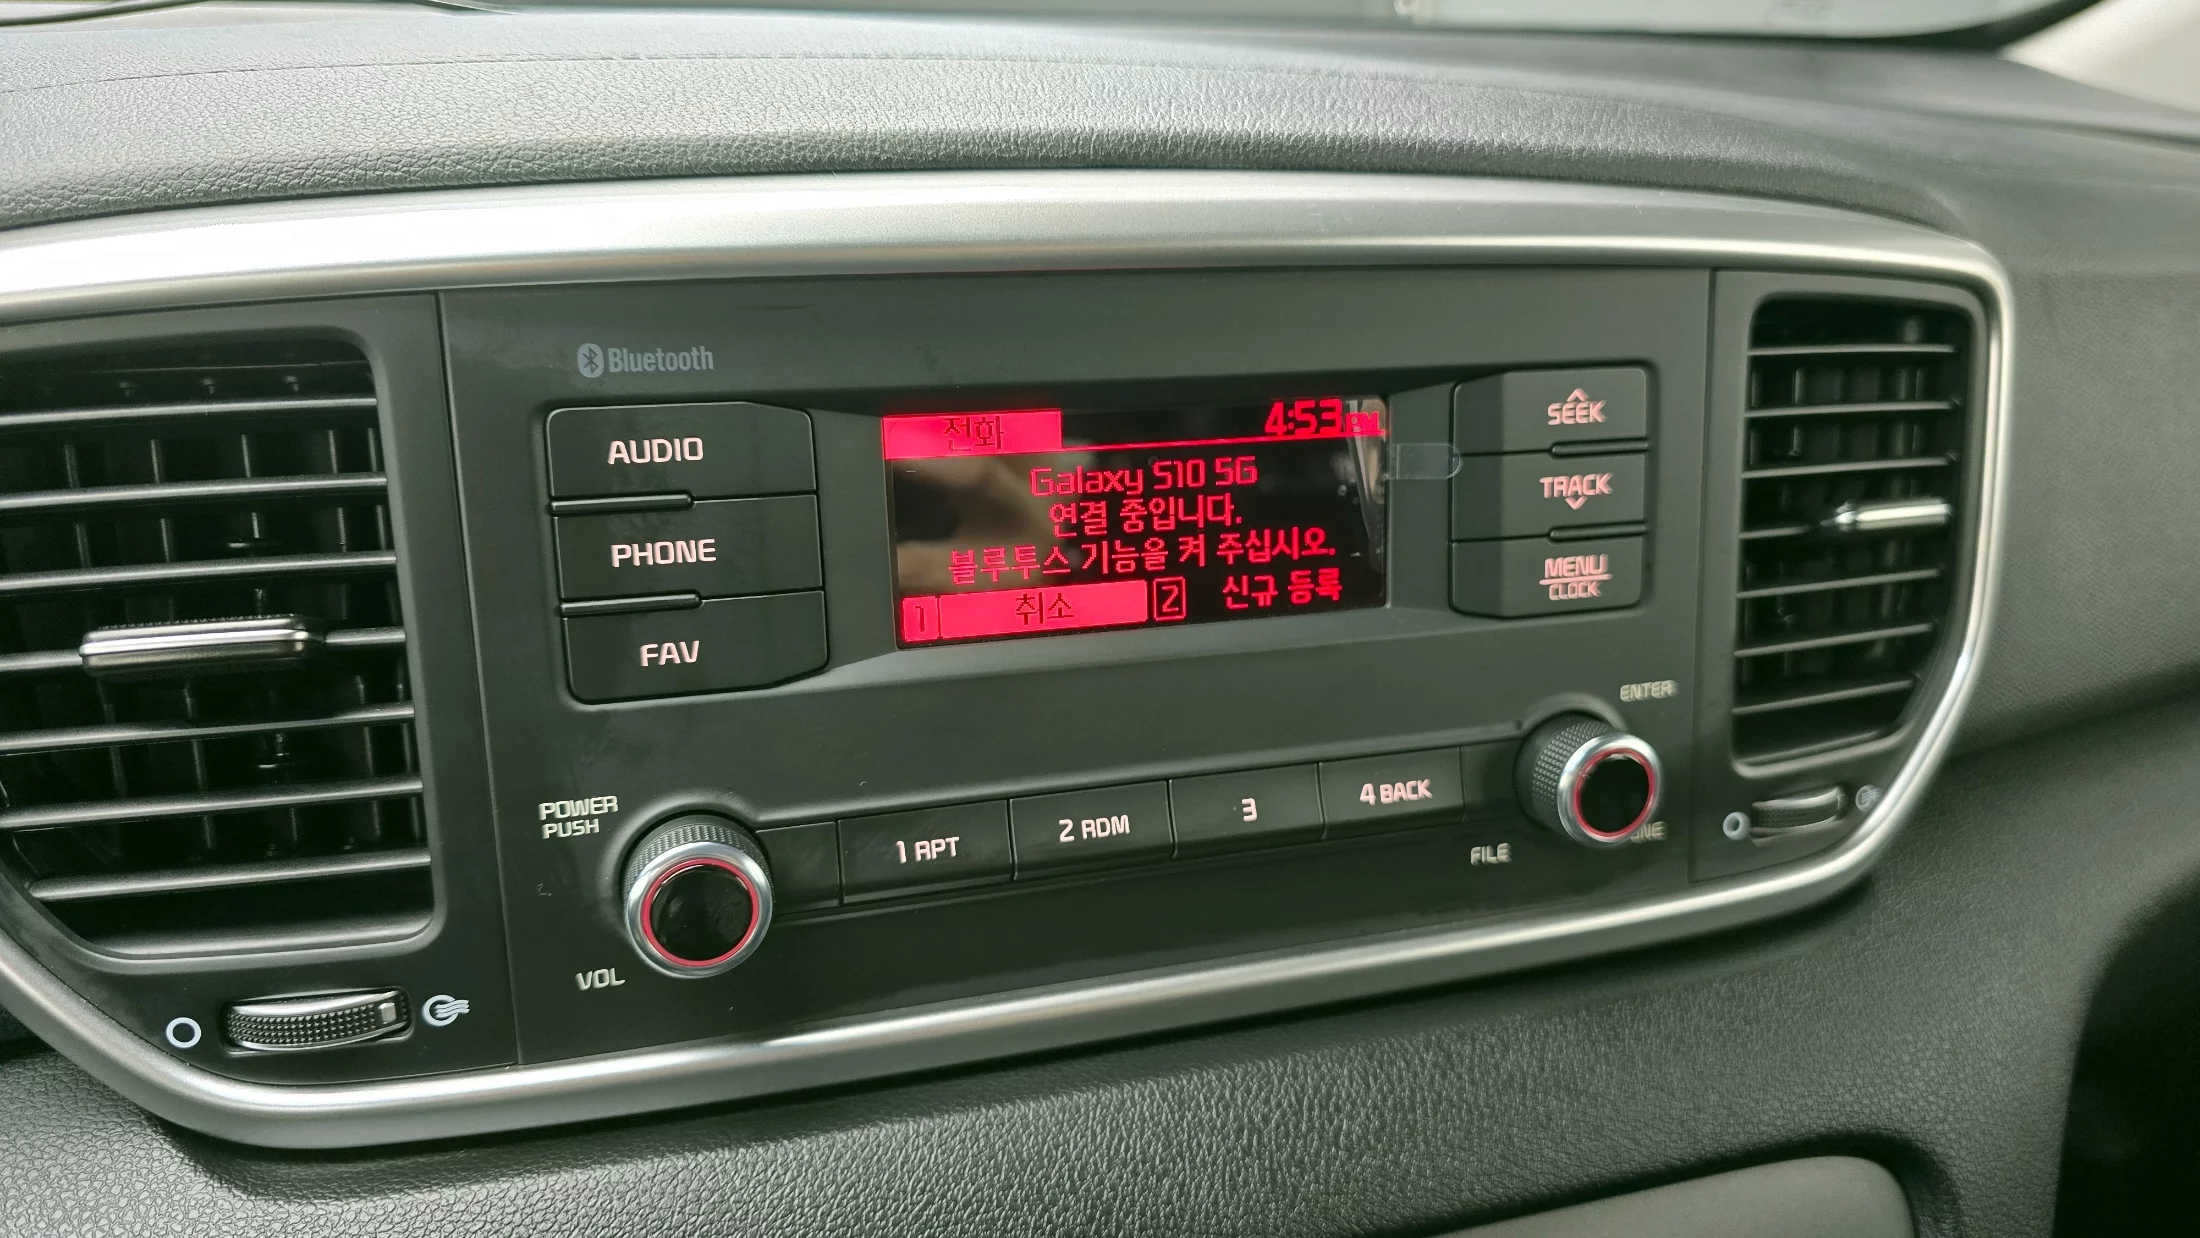 Bluetooth
AUDIO
PHONE
FAV
전화
4:53 PM
Galaxy S10 5G
연결 중입니다.
블루투스 기능을 켜 주십시오.
1 취소 2 신규 등록
SEEK
TRACK
MENU
CLOCK
POWER
PUSH
VOL
1 RPT
2 RDM
3
4 BACK
ENTER
FILE